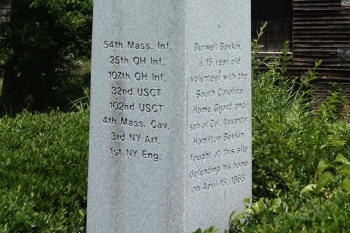 54th Mass. Inf.
25th OH Inf.
107th OH Inf.
32nd USCT
102nd USCT
4th Mass. Cav.
3rd NY Art.
1st NY Eng.
Burwell Boykin,
a 15 year old
volunteer with the
South Carolina
Home Guard and
son of Col. Alexander
Hamilton Boykin
fought at this site
defending his home
on April 18, 1865.